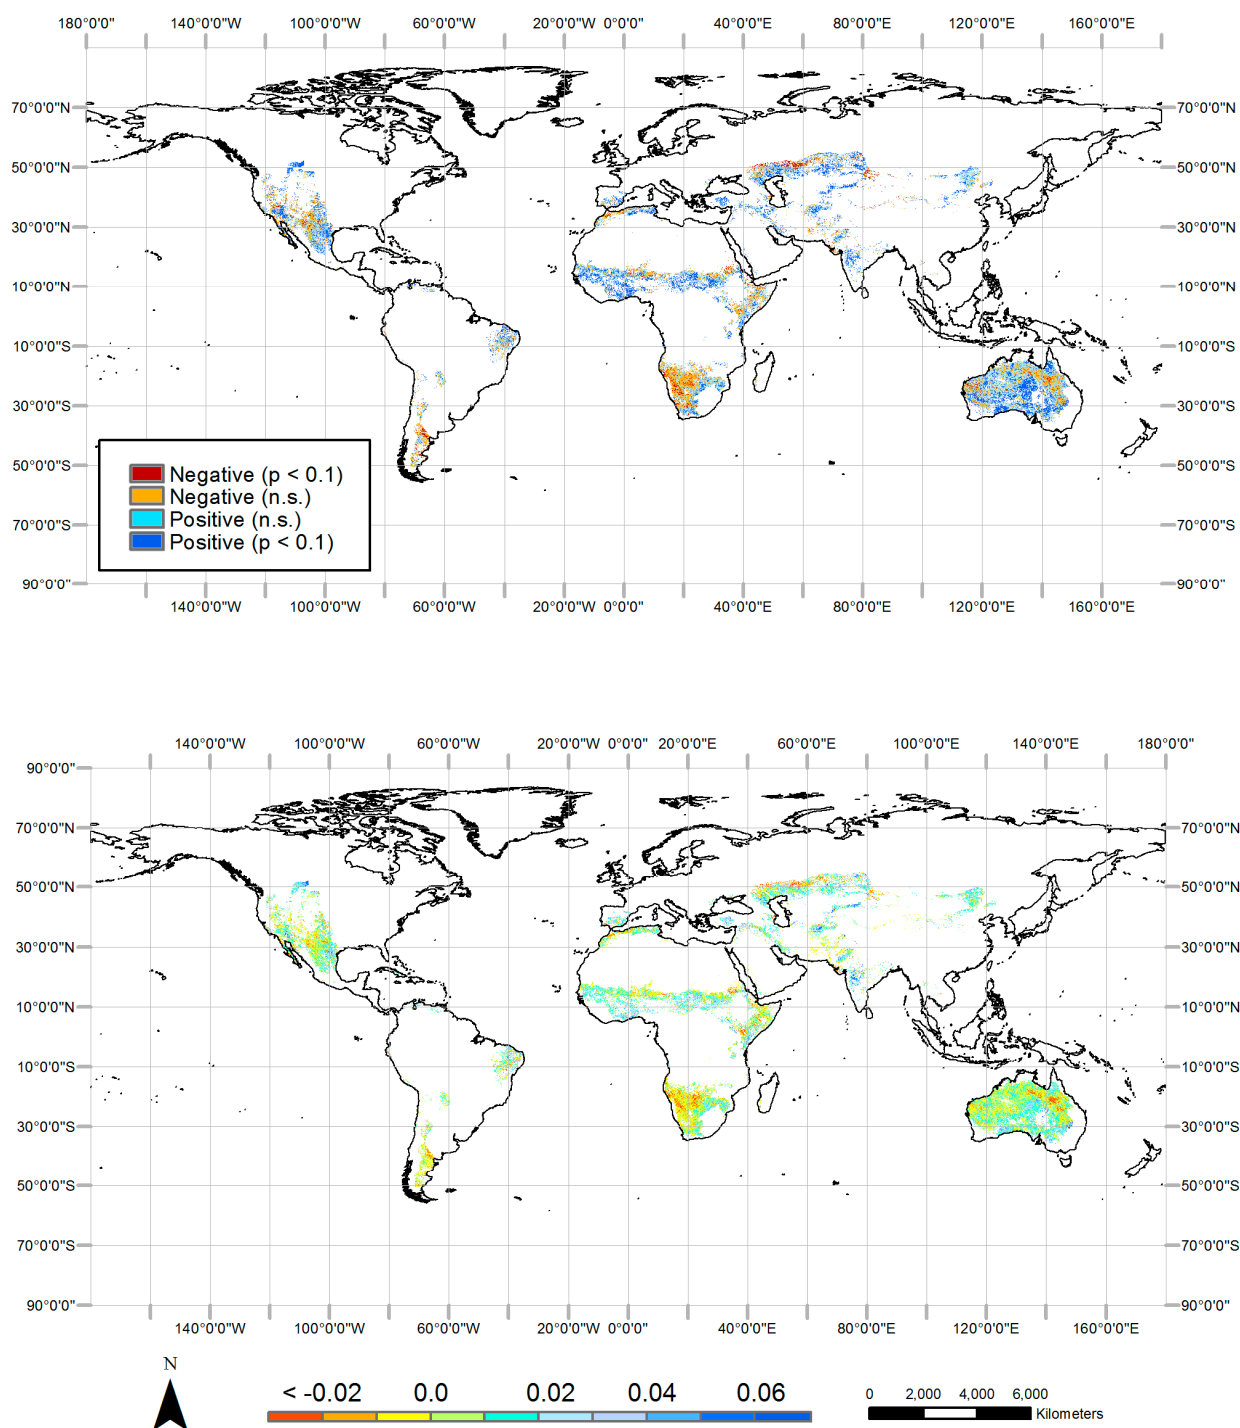 180°0'0" 140°0'0"W 100°0'0"W 60°0'0"W 20°0'0"W 0°0'0" 40°0'0"E 80°0'0"E 120°0'0"E 160°0'0"E
70°0'0"N 70°0'0"N
50°0'0"N 50°0'0"N
30°0'0"N 30°0'0"N
10°0'0"N 10°0'0"N
10°0'0"S 10°0'0"S
30°0'0"S 30°0'0"S
50°0'0"S 50°0'0"S
70°0'0"S 70°0'0"S
90°0'0" 90°0'0"
Negative (p < 0.1)
Negative (n.s.)
Positive (n.s.)
Positive (p < 0.1)
140°0'0"W 100°0'0"W 60°0'0"W 20°0'0"W 0°0'0" 40°0'0"E 80°0'0"E 120°0'0"E 160°0'0"E
140°0'0"W 100°0'0"W 60°0'0"W 20°0'0"W 0°0'0" 20°0'0"E 60°0'0"E 100°0'0"E 140°0'0"E 180°0'0"
90°0'0" 90°0'0"
70°0'0"N 70°0'0"N
50°0'0"N 50°0'0"N
30°0'0"N 30°0'0"N
10°0'0"N 10°0'0"N
10°0'0"S 10°0'0"S
30°0'0"S 30°0'0"S
50°0'0"S 50°0'0"S
70°0'0"S 70°0'0"S
90°0'0" 90°0'0"
140°0'0"W 100°0'0"W 60°0'0"W 20°0'0"W 0°0'0" 40°0'0"E 80°0'0"E 120°0'0"E 160°0'0"E
N
< -0.02 0.0 0.02 0.04 0.06
0 2,000 4,000 6,000
Kilometers